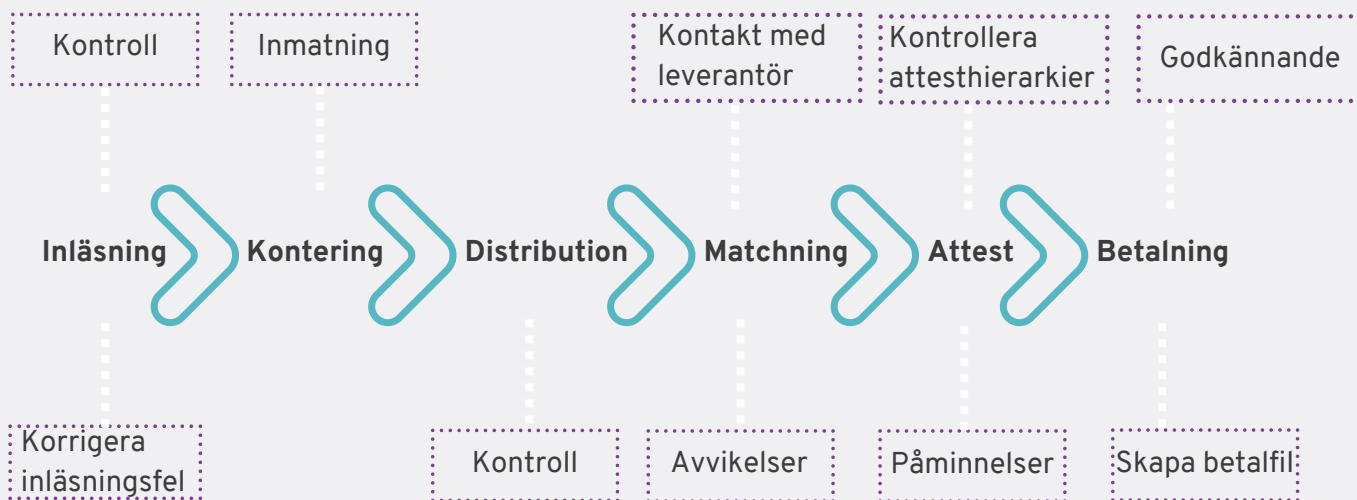 Kontroll
Inmatning
Kontakt med
leverantör
Kontrollera
attesthierarkier
Godkännande
Inläsning
Kontering
Distribution
Matchning
Attest
Betalning
Korrigera
inläsningsfel
Kontroll
Avvikelser
Påminnelser
Skapa betalfil